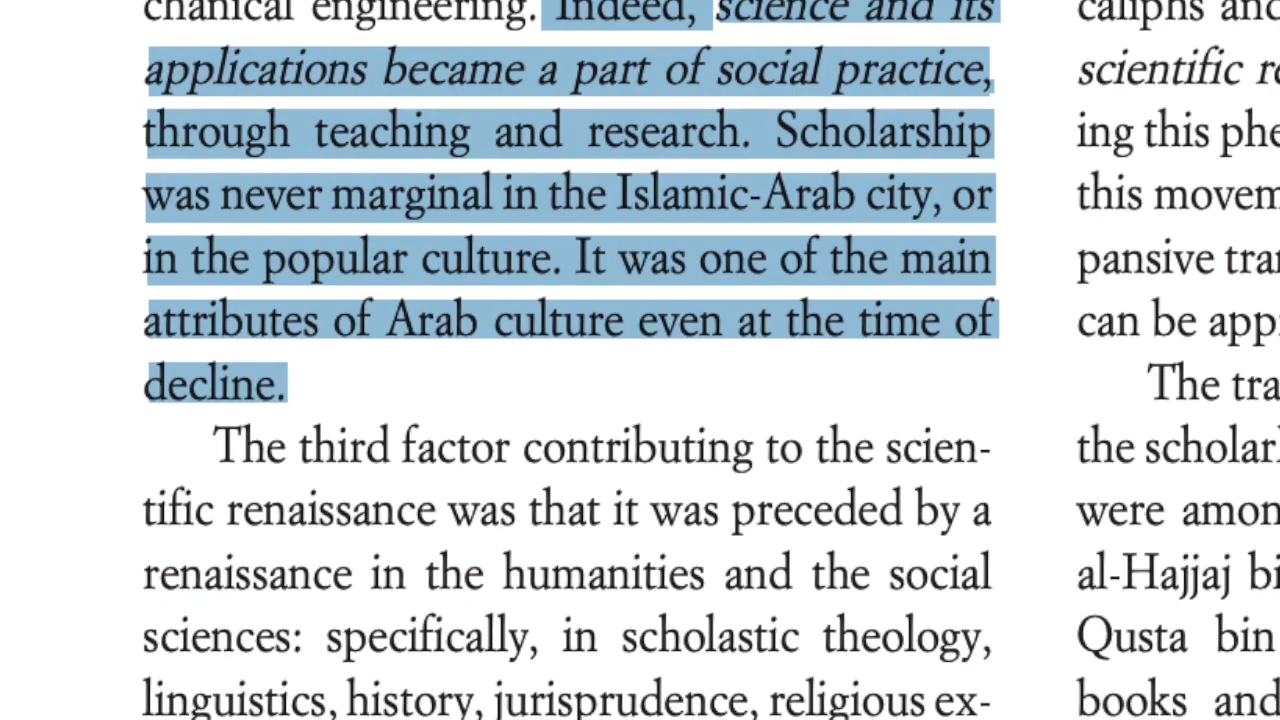 chanical engineering. Indeed, science and its
applications became a part of social practice,
through teaching and research. Scholarship
was never marginal in the Islamic-Arab city, or
in the popular culture. It was one of the main
attributes of Arab culture even at the time of
decline.
The third factor contributing to the scien-
tific renaissance was that it was preceded by a
renaissance in the humanities and the social
sciences: specifically, in scholastic theology,
linguistics, history, jurisprudence, religious ex-
caliphs and
scientific
ing this
this
can be
The
the
were
al-Hajjaj
Qusta bin
books and